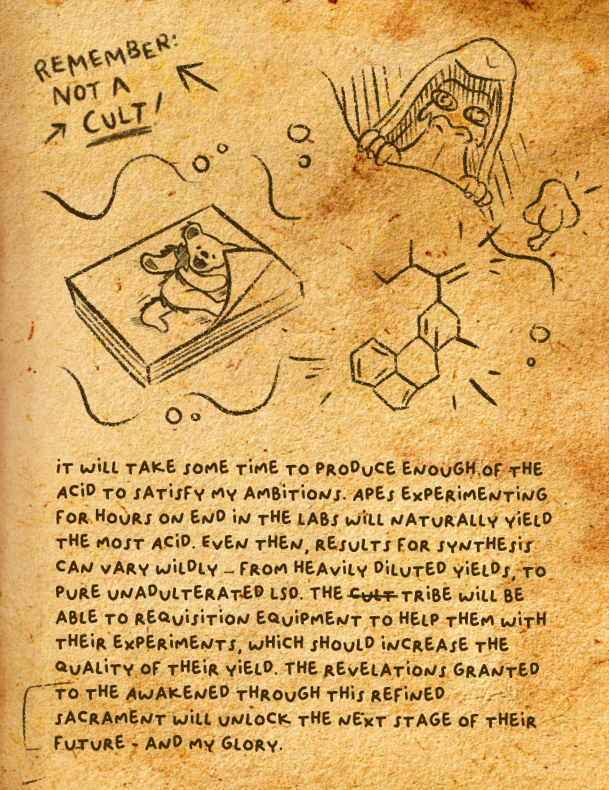 REMEMBER:
NOT A
CULT!
IT WILL TAKE SOME TIME TO PRODUCE ENOUGH OF THE
ACID TO SATISFY MY AMBITIONS. APES EXPERIMENTING
FOR HOURS ON END IN THE LABS WILL NATURALLY YIELD
THE MOST ACID. EVEN THEN, RESULTS FOR SYNTHESIS
CAN VARY WILDLY – FROM HEAVILY DILUTED YIELDS, TO
PURE UNADULTERATED LSD. THE CULT TRIBE WILL BE
ABLE TO REQUISITION EQUIPMENT TO HELP THEM WITH
THEIR EXPERIMENTS, WHICH SHOULD INCREASE THE
QUALITY OF THEIR YIELD. THE REVELATIONS GRANTED
TO THE AWAKENED THROUGH THIS REFINED
SACRAMENT WILL UNLOCK THE NEXT STAGE OF THEIR
FUTURE - AND MY GLORY.